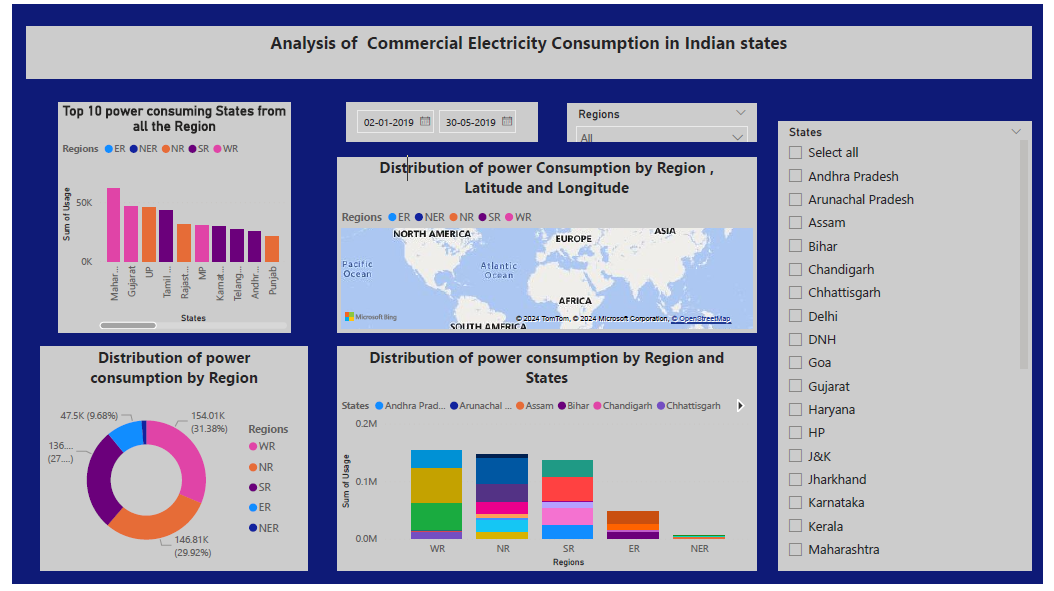 Analysis of  Commercial Electricity Consumption in Indian states
Top 10 power consuming States from
all the Region
Regions ER NER NR SR WR
Sum of Usage
50K
0K
Mahar...
Gujarat
UP
Tamil ...
Rajast...
MP
Karnat...
Telang...
Andhr...
Punjab
States
02-01-2019
30-05-2019
Regions
All
Distribution of power Consumption by Region ,
Latitude and Longitude
Regions ER NER NR SR WR
NORTH AMERICA
EUROPE
ASIA
Pacific
Ocean
Atlantic
Ocean
AFRICA
SOUTH AMERICA
Microsoft Bing
© 2024 TomTom, © 2024 Microsoft Corporation, © OpenStreetMap
Distribution of power
consumption by Region
47.5K (9.68%)
154.01K
(31.38%)
136....
(27....)
146.81K
(29.92%)
Regions
WR
NR
SR
ER
NER
Distribution of power consumption by Region and
States
States Andhra Prad... Arunachal ... Assam Bihar Chandigarh Chhattisgarh
Sum of Usage
0.2M
0.1M
0.0M
WR NR SR ER NER
Regions
States
Select all
Andhra Pradesh
Arunachal Pradesh
Assam
Bihar
Chandigarh
Chhattisgarh
Delhi
DNH
Goa
Gujarat
Haryana
HP
J&K
Jharkhand
Karnataka
Kerala
Maharashtra